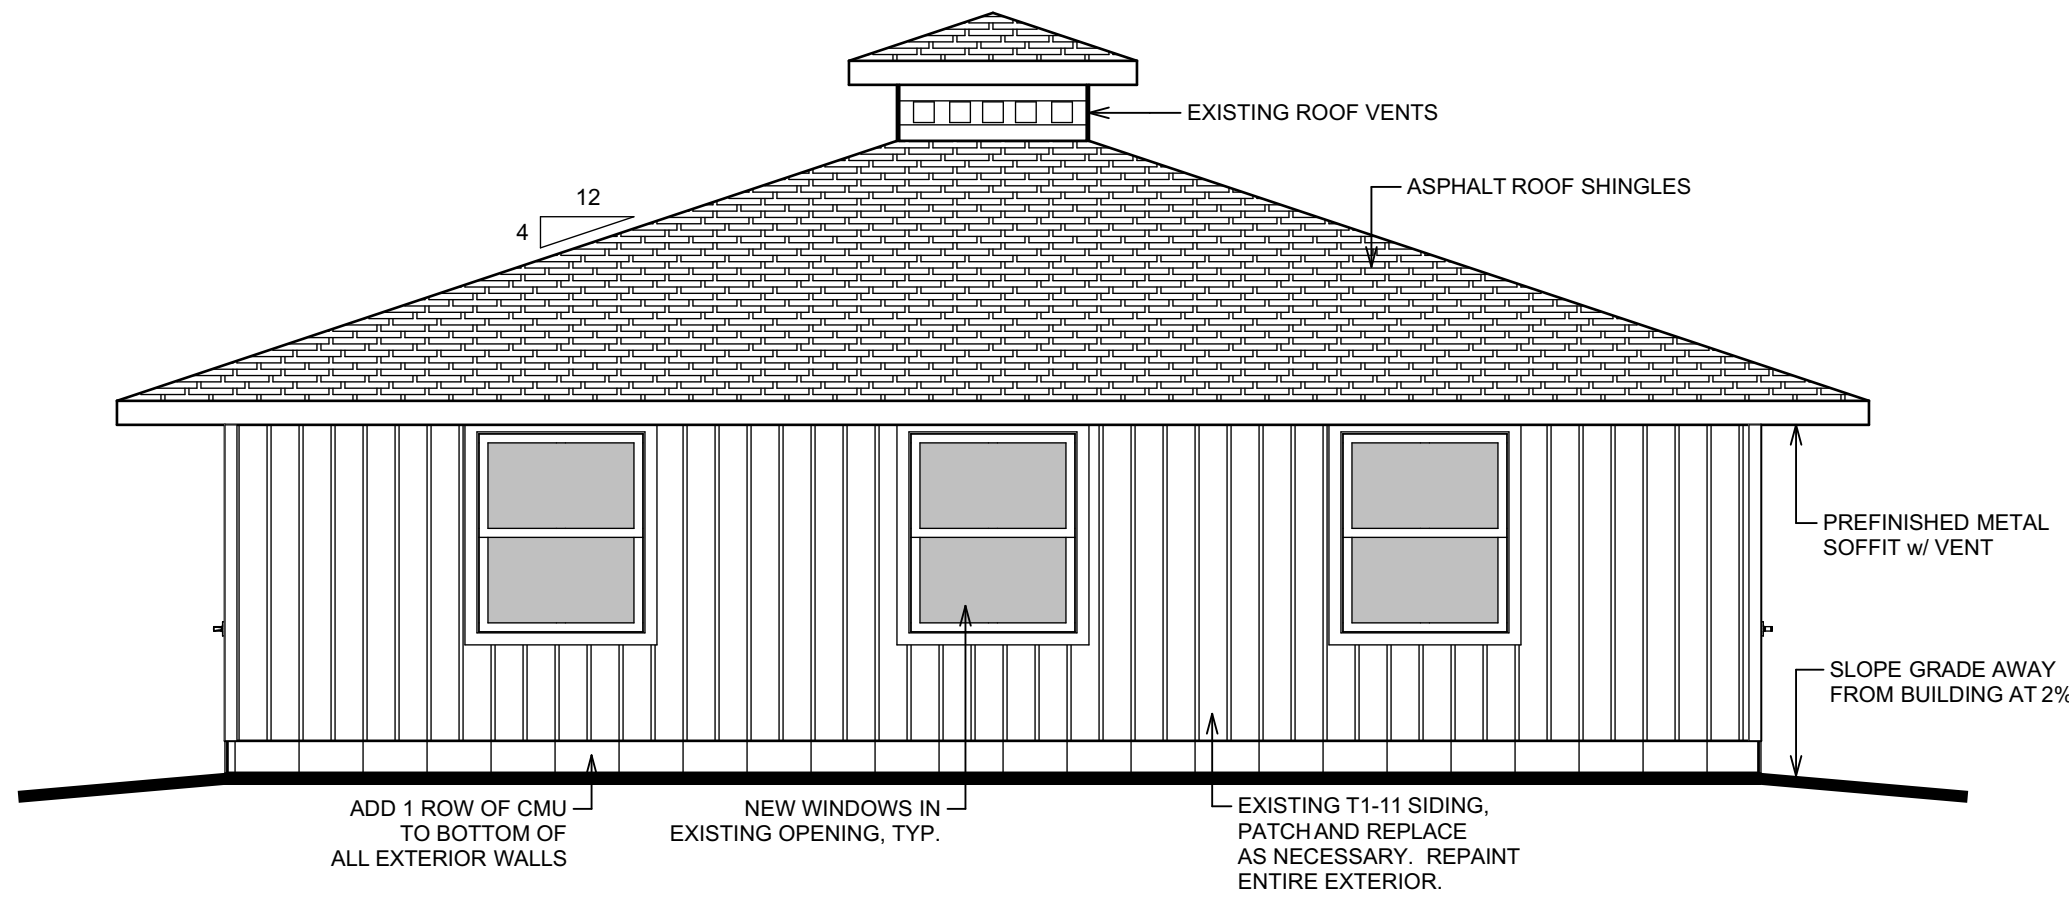 EXISTING ROOF VENTS
ASPHALT ROOF SHINGLES
12
4
PREFINISHED METAL
SOFFIT w/ VENT
SLOPE GRADE AWAY
FROM BUILDING AT 2%
ADD 1 ROW OF CMU
TO BOTTOM OF
ALL EXTERIOR WALLS
NEW WINDOWS IN
EXISTING OPENING, TYP.
EXISTING T1-11 SIDING,
PATCH AND REPLACE
AS NECESSARY.  REPAINT
ENTIRE EXTERIOR.